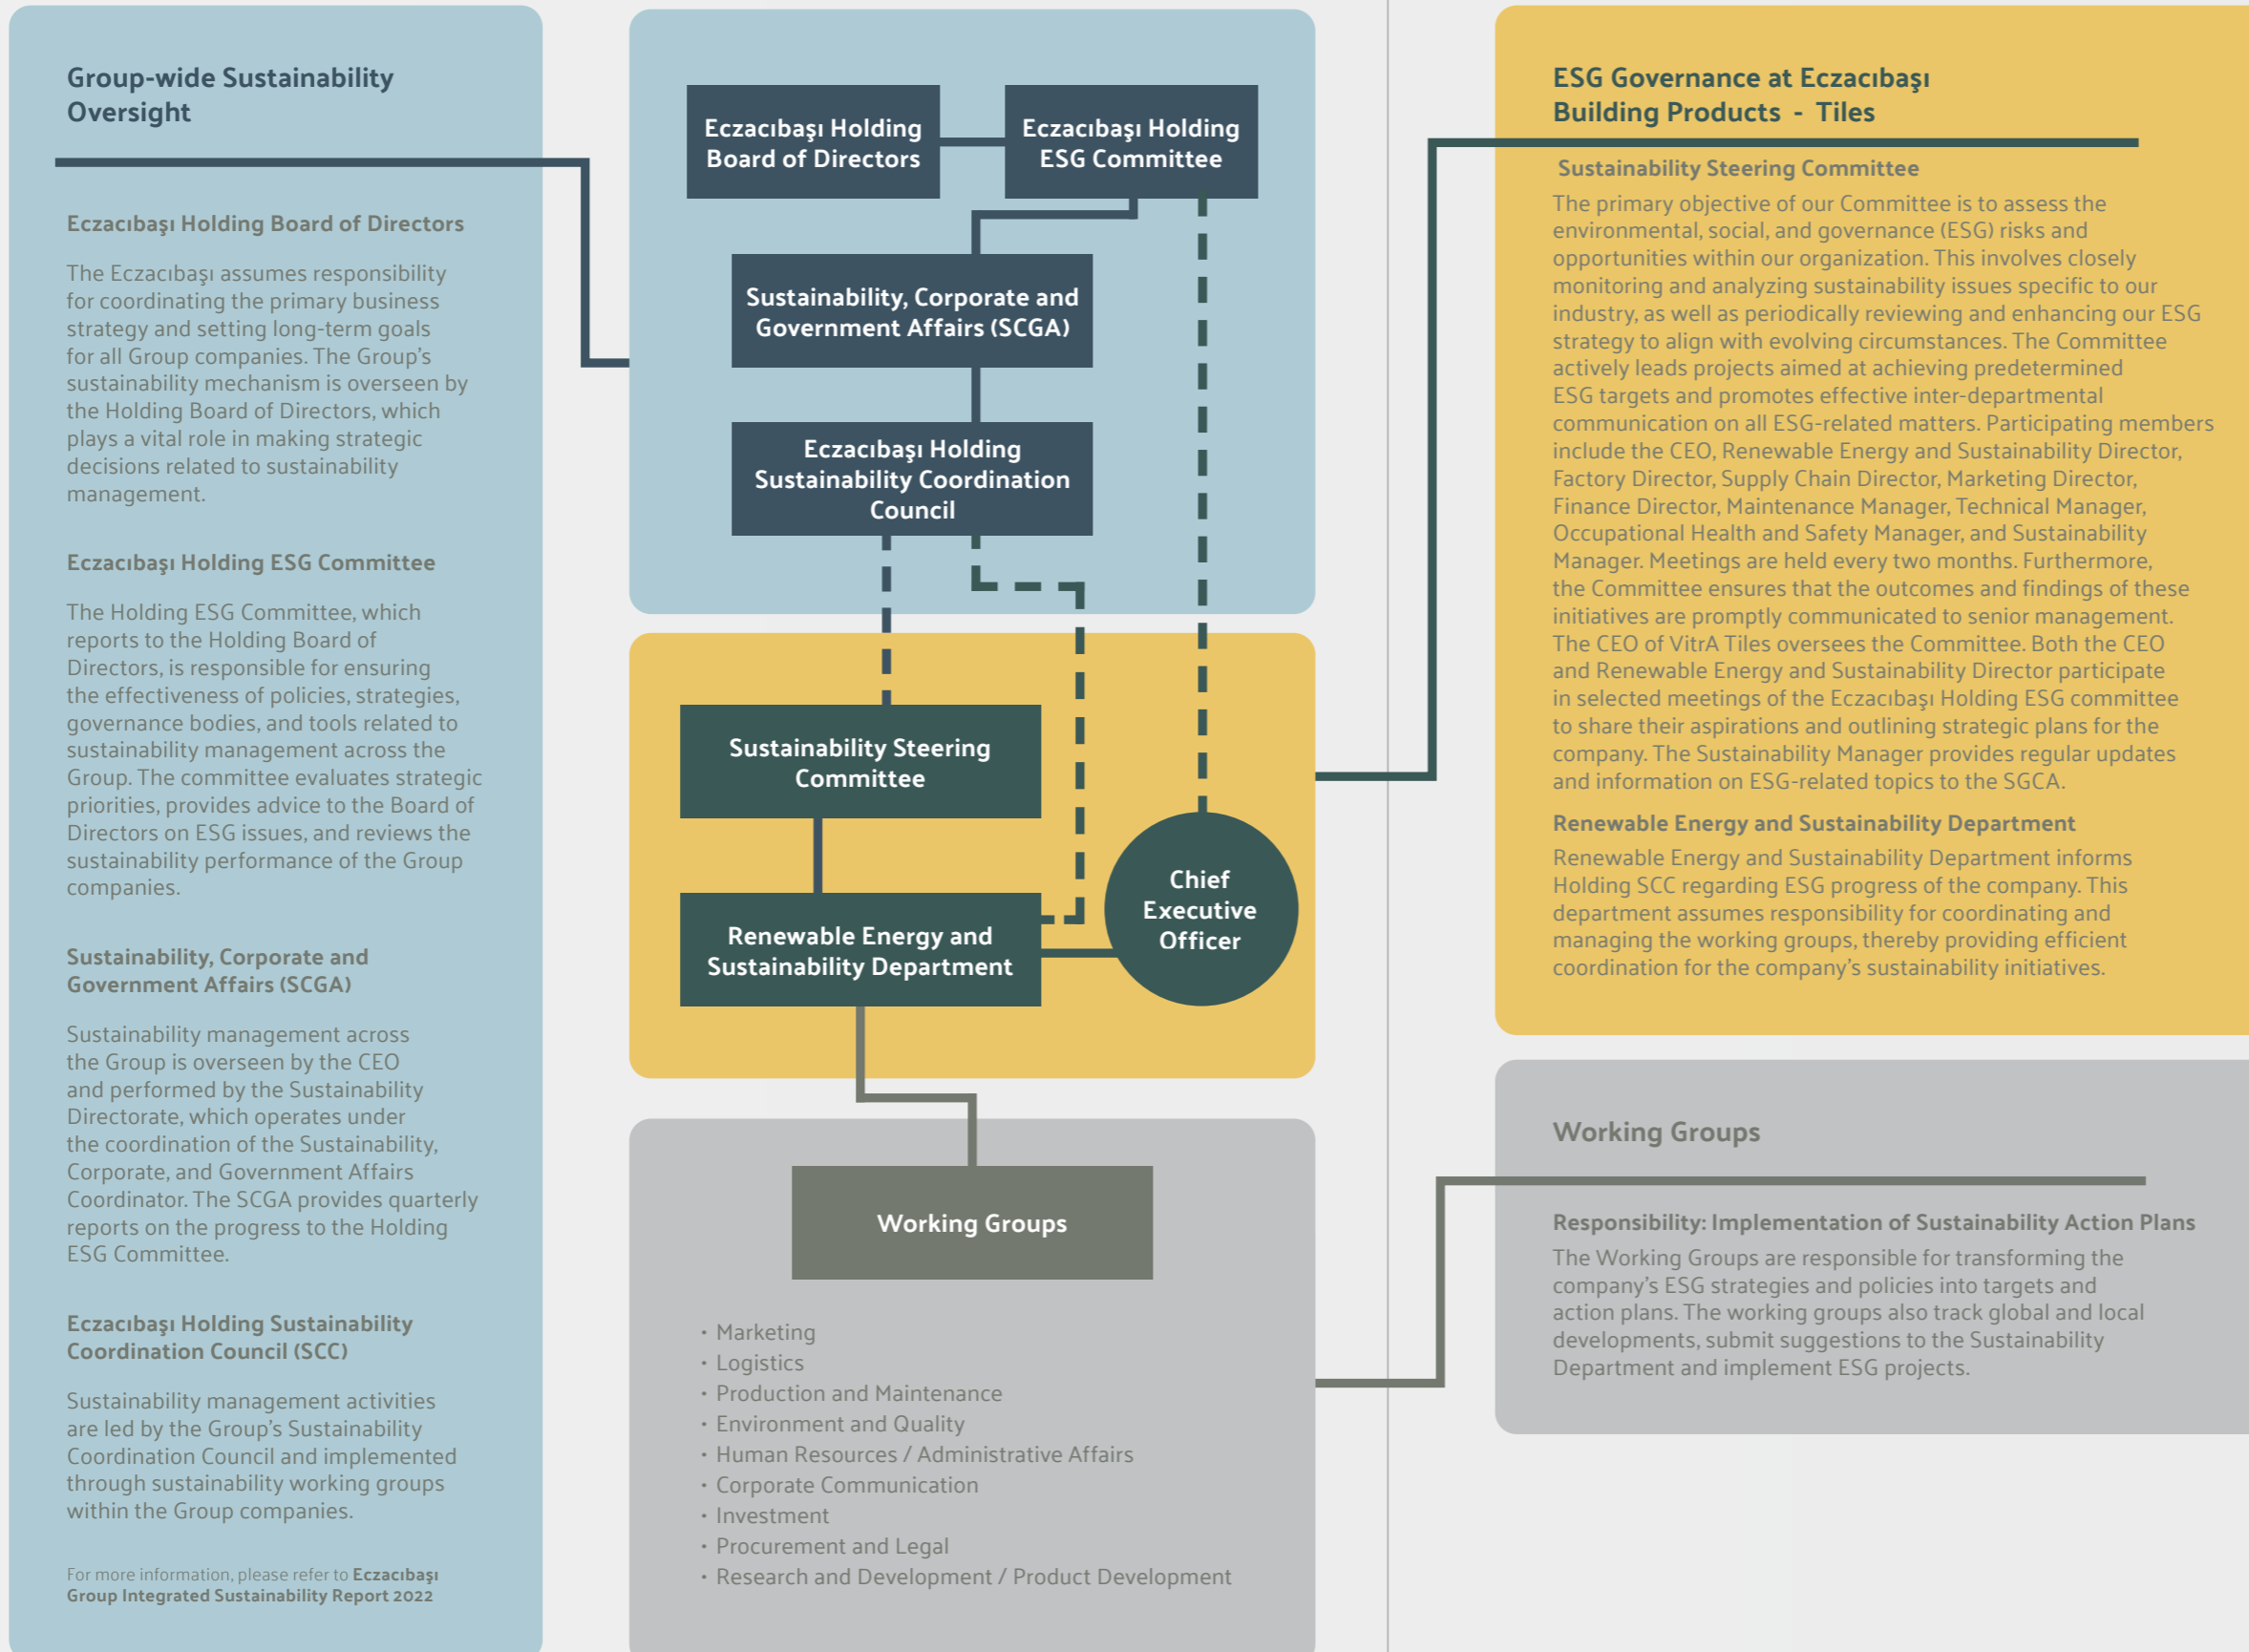 Group-wide Sustainability
Oversight
Eczacıbaşı Holding Board of Directors
The Eczacıbaşı assumes responsibility
for coordinating the primary business
strategy and setting long-term goals
for all Group companies. The Group's
sustainability mechanism is overseen by
the Holding Board of Directors, which
plays a vital role in making strategic
decisions related to sustainability
management.
Eczacıbaşı Holding ESG Committee
The Holding ESG Committee, which
reports to the Holding Board of
Directors, is responsible for ensuring
the effectiveness of policies, strategies,
governance bodies, and tools related to
sustainability management across the
Group. The committee evaluates strategic
priorities, provides advice to the Board of
Directors on ESG issues, and reviews the
sustainability performance of the Group
companies.
Sustainability, Corporate and
Government Affairs (SCGA)
Sustainability management across
the Group is overseen by the CEO
and performed by the Sustainability
Directorate, which operates under
the coordination of the Sustainability,
Corporate, and Government Affairs
Coordinator. The SCGA provides quarterly
reports on the progress to the Holding
ESG Committee.
Eczacıbaşı Holding Sustainability
Coordination Council (SCC)
Sustainability management activities
are led by the Group's Sustainability
Coordination Council and implemented
through sustainability working groups
within the Group companies.
For more information, please refer to Eczacıbaşı
Group Integrated Sustainability Report 2022
Eczacıbaşı Holding
Board of Directors
Eczacıbaşı Holding
ESG Committee
Sustainability, Corporate and
Government Affairs (SCGA)
Eczacıbaşı Holding
Sustainability Coordination
Council
Sustainability Steering
Committee
Renewable Energy and
Sustainability Department
Chief
Executive
Officer
Working Groups
• Marketing
• Logistics
• Production and Maintenance
• Environment and Quality
• Human Resources / Administrative Affairs
• Corporate Communication
• Investment
• Procurement and Legal
• Research and Development / Product Development
ESG Governance at Eczacıbaşı
Building Products - Tiles
Sustainability Steering Committee
The primary objective of our Committee is to assess the
environmental, social, and governance (ESG) risks and
opportunities within our organization. This involves closely
monitoring and analyzing sustainability issues specific to our
industry, as well as periodically reviewing and enhancing our ESG
strategy to align with evolving circumstances. The Committee
actively leads projects aimed at achieving predetermined
ESG targets and promotes effective inter-departmental
communication on all ESG-related matters. Participating members
include the CEO, Renewable Energy and Sustainability Director,
Factory Director, Supply Chain Director, Marketing Director,
Finance Director, Maintenance Manager, Technical Manager,
Occupational Health and Safety Manager, and Sustainability
Manager. Meetings are held every two months. Furthermore,
the Committee ensures that the outcomes and findings of these
initiatives are promptly communicated to senior management.
The CEO of VitrA Tiles oversees the Committee. Both the CEO
and Renewable Energy and Sustainability Director participate
in selected meetings of the Eczacıbaşı Holding ESG committee
to share their aspirations and outlining strategic plans for the
company. The Sustainability Manager provides regular updates
and information on ESG-related topics to the SGCA.
Renewable Energy and Sustainability Department
Renewable Energy and Sustainability Department informs
Holding SCC regarding ESG progress of the company. This
department assumes responsibility for coordinating and
managing the working groups, thereby providing efficient
coordination for the company's sustainability initiatives.
Working Groups
Responsibility: Implementation of Sustainability Action Plans
The Working Groups are responsible for transforming the
company's ESG strategies and policies into targets and
action plans. The working groups also track global and local
developments, submit suggestions to the Sustainability
Department and implement ESG projects.